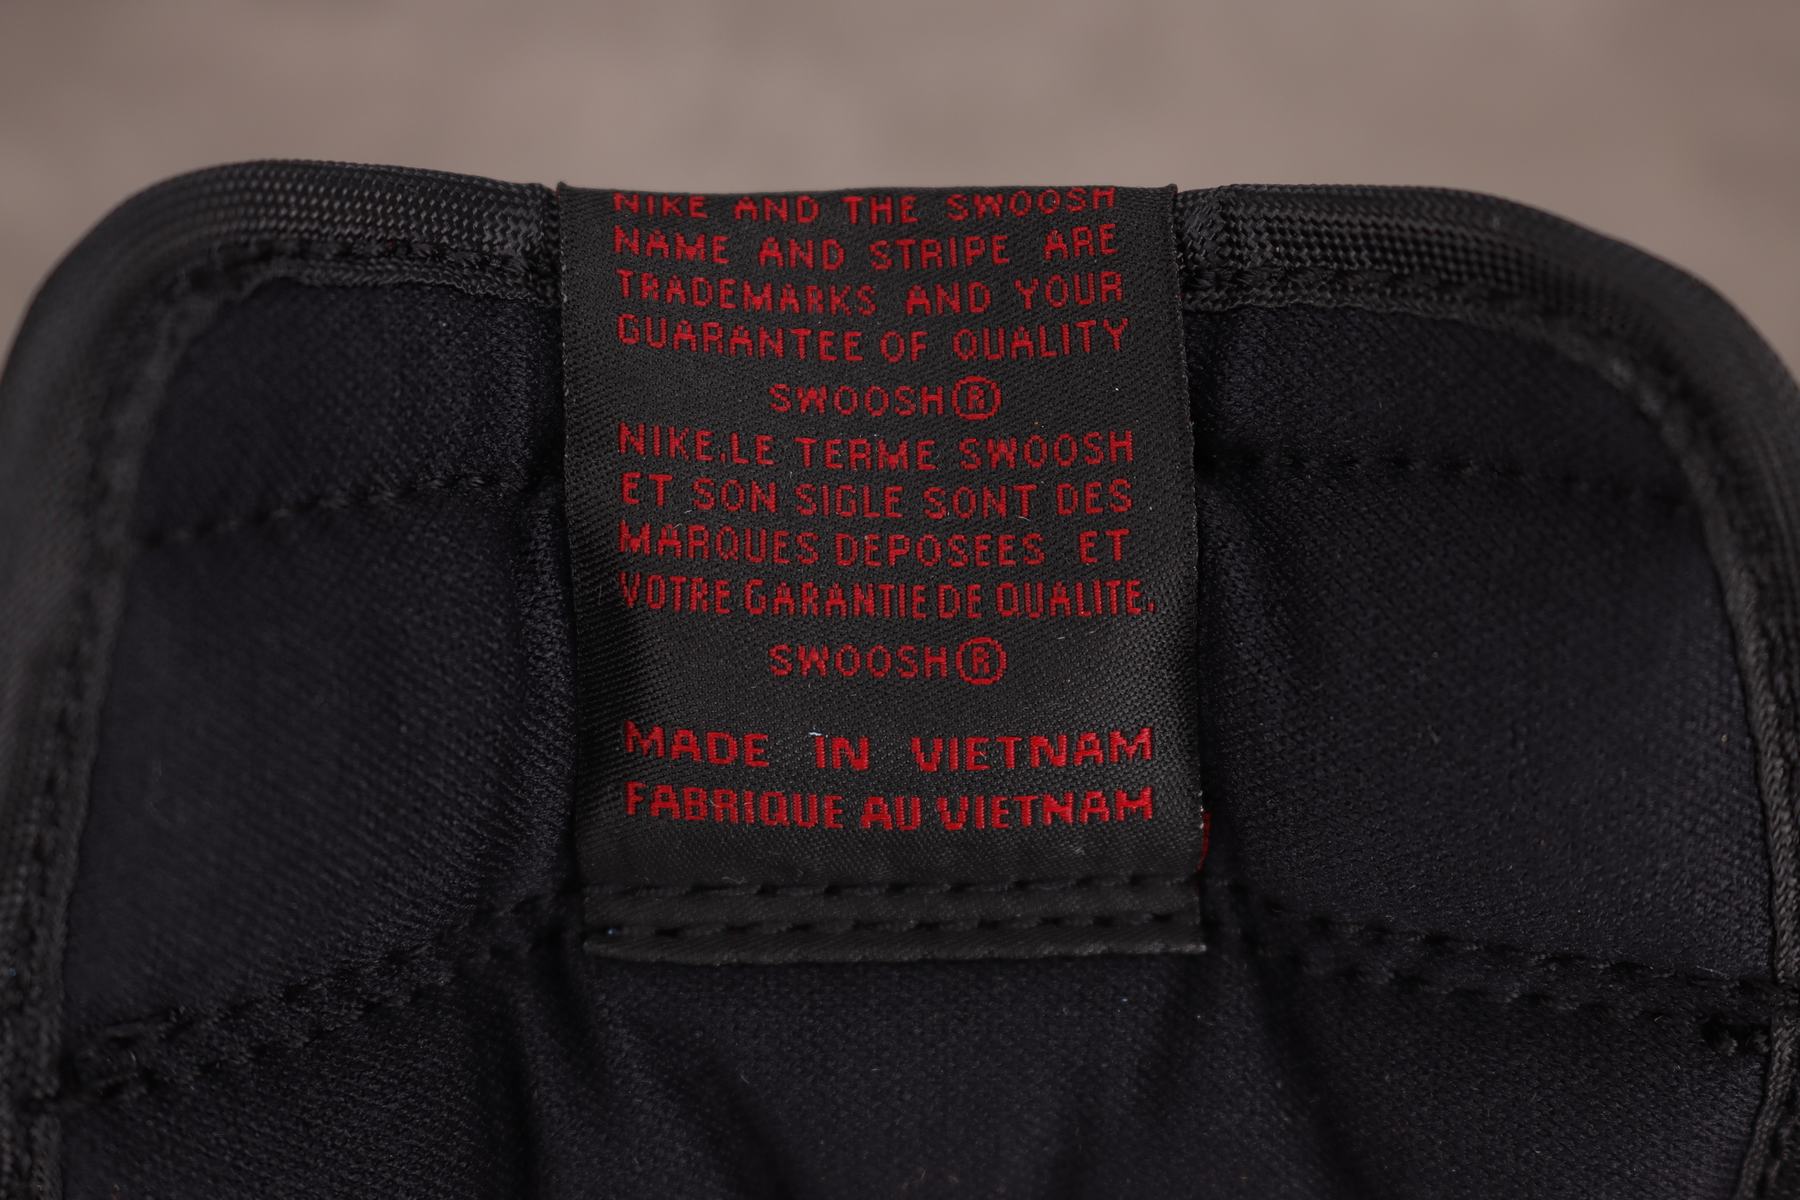 NIKE AND THE SWOOSH
NAME AND STRIPE ARE
TRADEMARKS AND YOUR
GUARANTEE OF QUALITY
SWOOSH®
NIKE.LE TERME SWOOSH
ET SON SIGLE SONT DES
MARQUES DEPOSEES ET
VOTRE GARANTIE DE QUALITE.
SWOOSH®
MADE IN VIETNAM
FABRIQUE AU VIETNAM